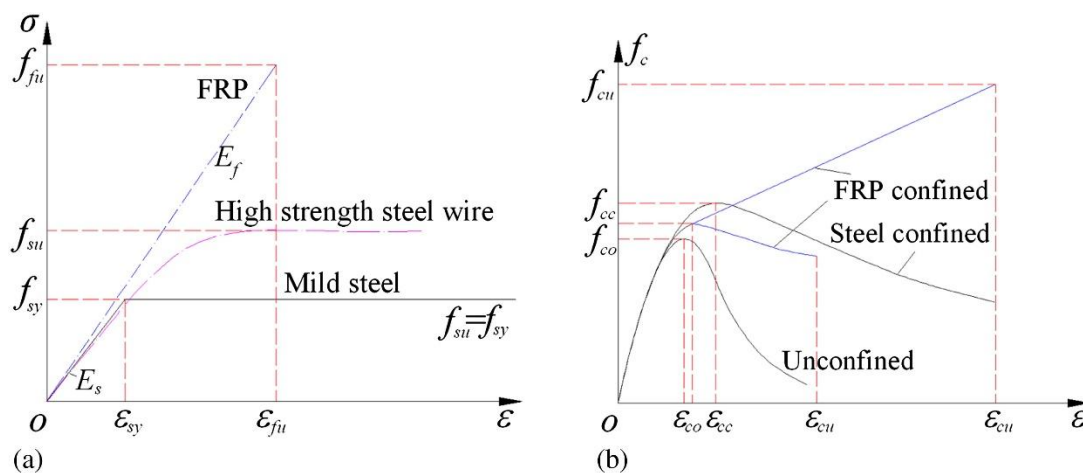 σ
f_fu
FRP
E_f
High strength steel wire
f_su
Mild steel
f_sy
f_su=f_sy
E_s
o
ε_sy
ε_fu
ε
(a)
f_c
f_cu
FRP confined
f_cc
Steel confined
f_co
Unconfined
o
ε_co
ε_cc
ε_cu
ε_cu
ε
(b)